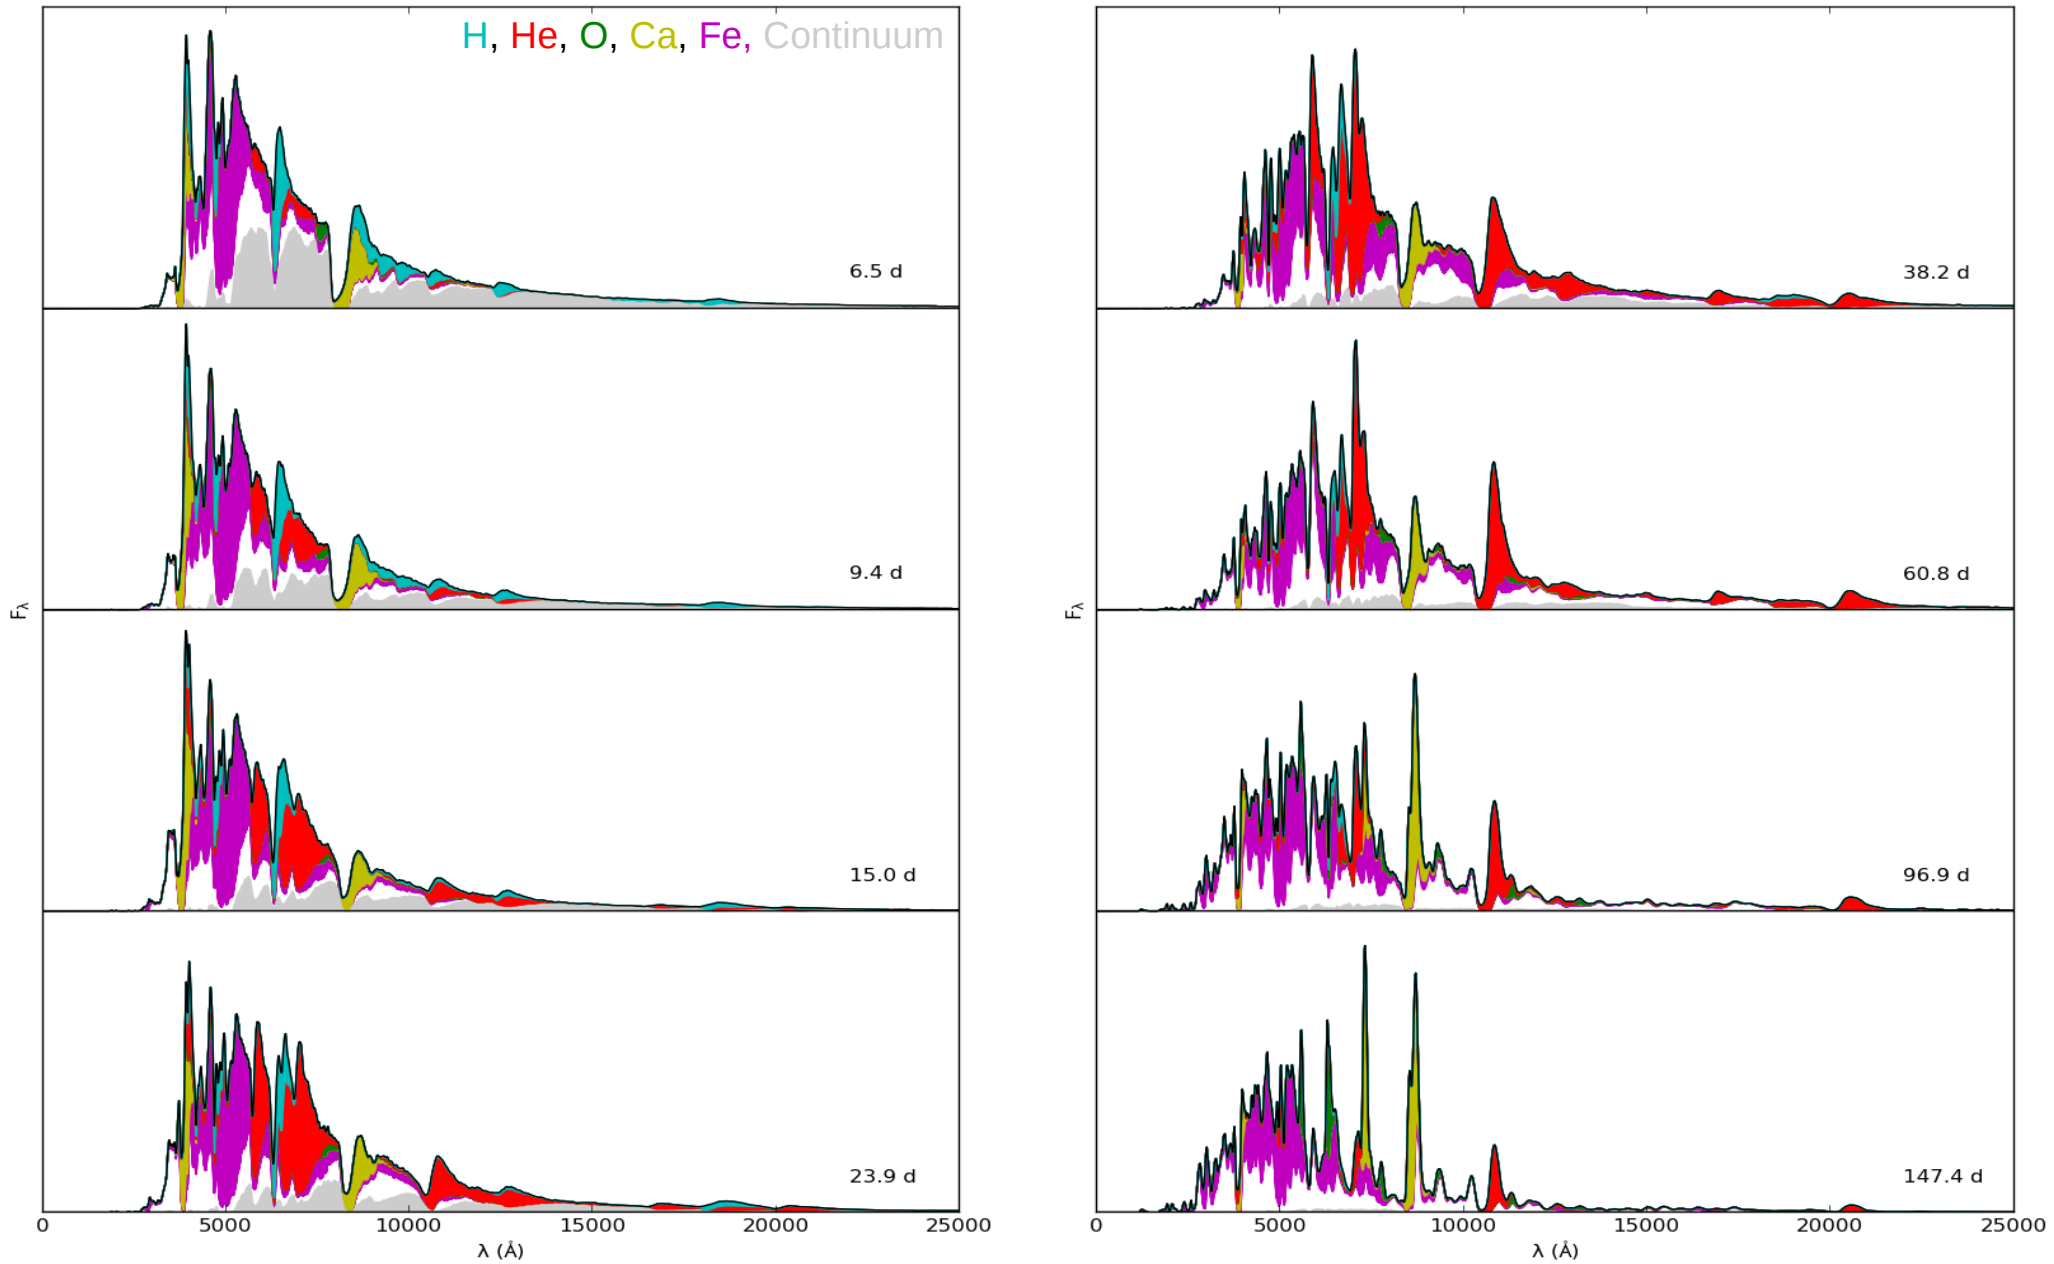 H, He, O, Ca, Fe, Continuum
6.5 d
9.4 d
15.0 d
23.9 d
Fλ
0 5000 10000 15000 20000 25000
λ (Å)
38.2 d
60.8 d
96.9 d
147.4 d
Fλ
0 5000 10000 15000 20000 25000
λ (Å)